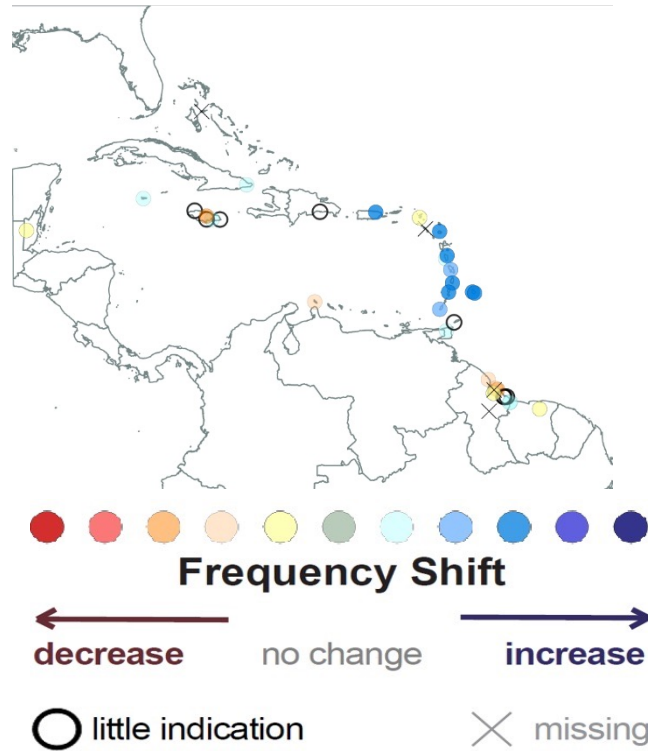 Frequency Shift
decrease no change increase
little indication missing